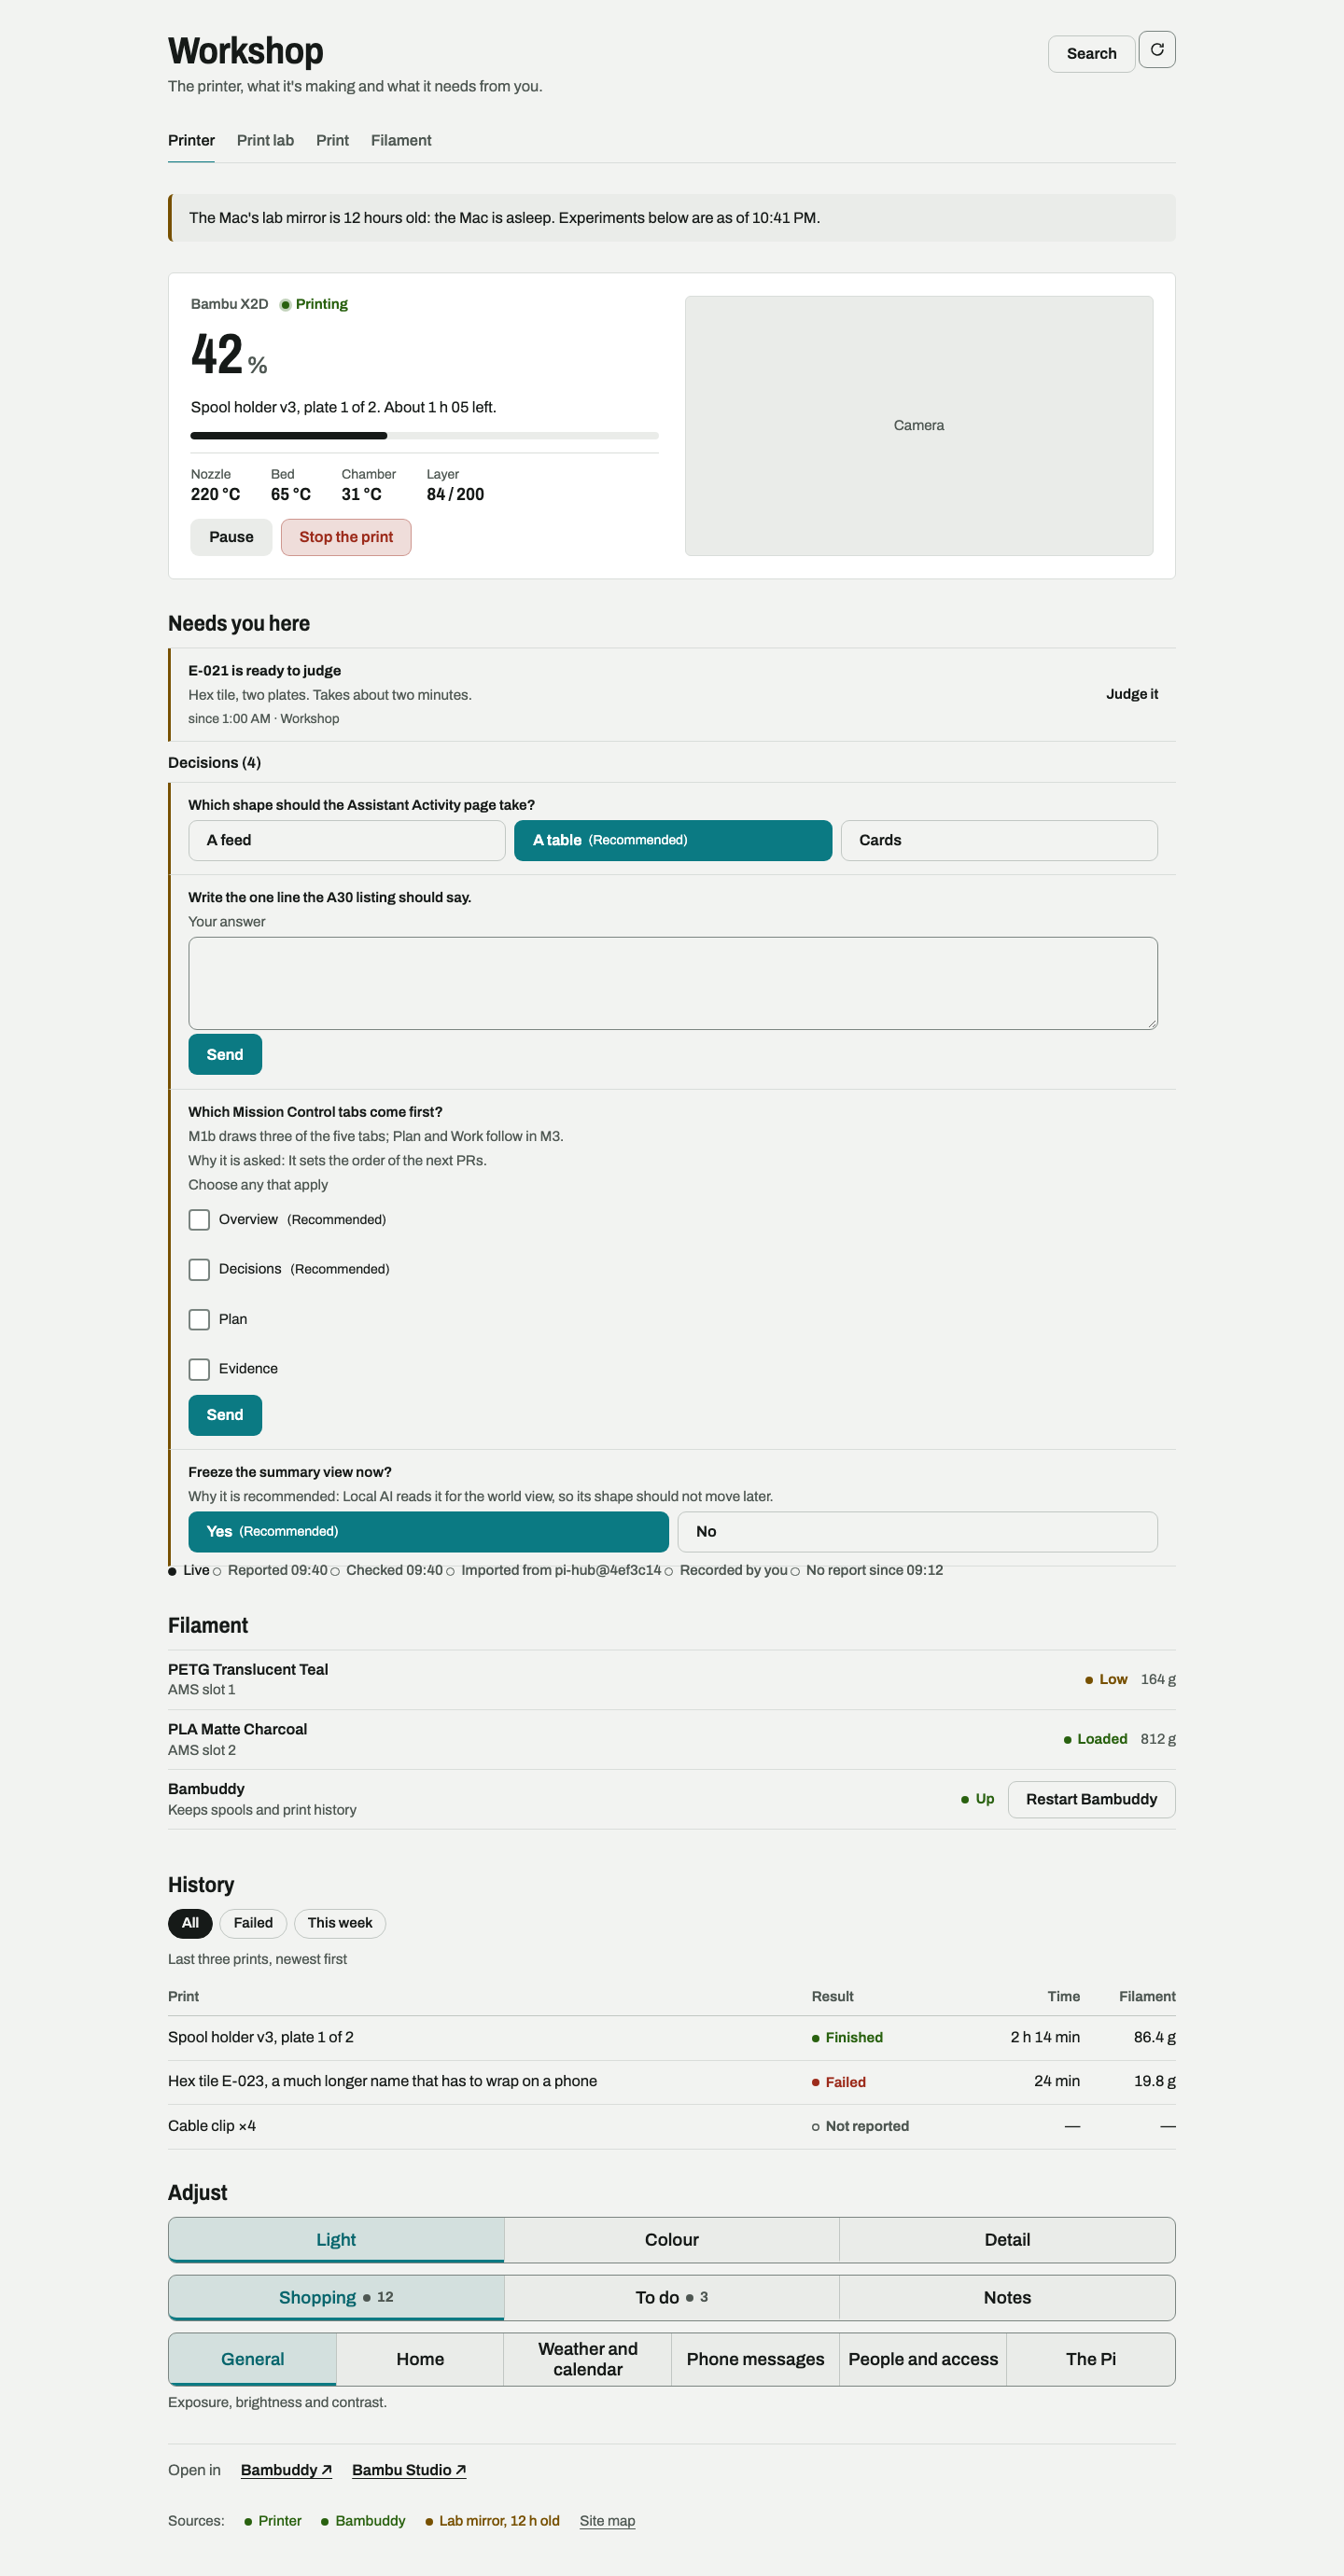 Workshop
Search
The printer, what it's making and what it needs from you.
Printer Print lab Print Filament
The Mac's lab mirror is 12 hours old: the Mac is asleep. Experiments below are as of 10:41 PM.
Bambu X2D Printing
42 %
Spool holder v3, plate 1 of 2. About 1 h 05 left.
Nozzle Bed Chamber Layer
220 °C 65 °C 31 °C 84 / 200
Pause Stop the print
Camera
Needs you here
E-021 is ready to judge
Hex tile, two plates. Takes about two minutes.
since 1:00 AM · Workshop
Judge it
Decisions (4)
Which shape should the Assistant Activity page take?
A feed A table (Recommended) Cards
Write the one line the A30 listing should say.
Your answer
Send
Which Mission Control tabs come first?
M1b draws three of the five tabs; Plan and Work follow in M3.
Why it is asked: It sets the order of the next PRs.
Choose any that apply
Overview (Recommended)
Decisions (Recommended)
Plan
Evidence
Send
Freeze the summary view now?
Why it is recommended: Local AI reads it for the world view, so its shape should not move later.
Yes (Recommended) No
Live Reported 09:40 Checked 09:40 Imported from pi-hub@4ef3c14 Recorded by you No report since 09:12
Filament
PETG Translucent Teal
AMS slot 1
Low 164 g
PLA Matte Charcoal
AMS slot 2
Loaded 812 g
Bambuddy
Keeps spools and print history
Up Restart Bambuddy
History
All Failed This week
Last three prints, newest first
Print Result Time Filament
Spool holder v3, plate 1 of 2 Finished 2 h 14 min 86.4 g
Hex tile E-023, a much longer name that has to wrap on a phone Failed 24 min 19.8 g
Cable clip ×4 Not reported — —
Adjust
Light Colour Detail
Shopping 12 To do 3 Notes
General Home Weather and calendar Phone messages People and access The Pi
Exposure, brightness and contrast.
Open in Bambuddy ↗ Bambu Studio ↗
Sources: Printer Bambuddy Lab mirror, 12 h old Site map